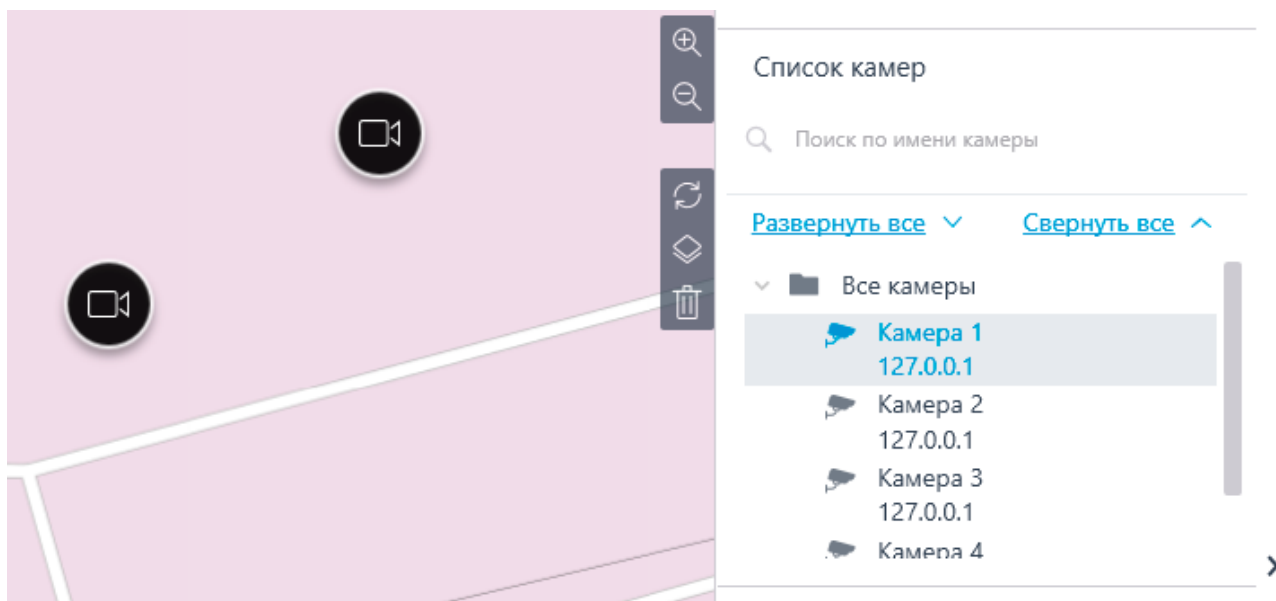 Список камер
Поиск по имени камеры
Развернуть все Свернуть все
Все камеры
Камера 1
127.0.0.1
Камера 2
127.0.0.1
Камера 3
127.0.0.1
Камера 4